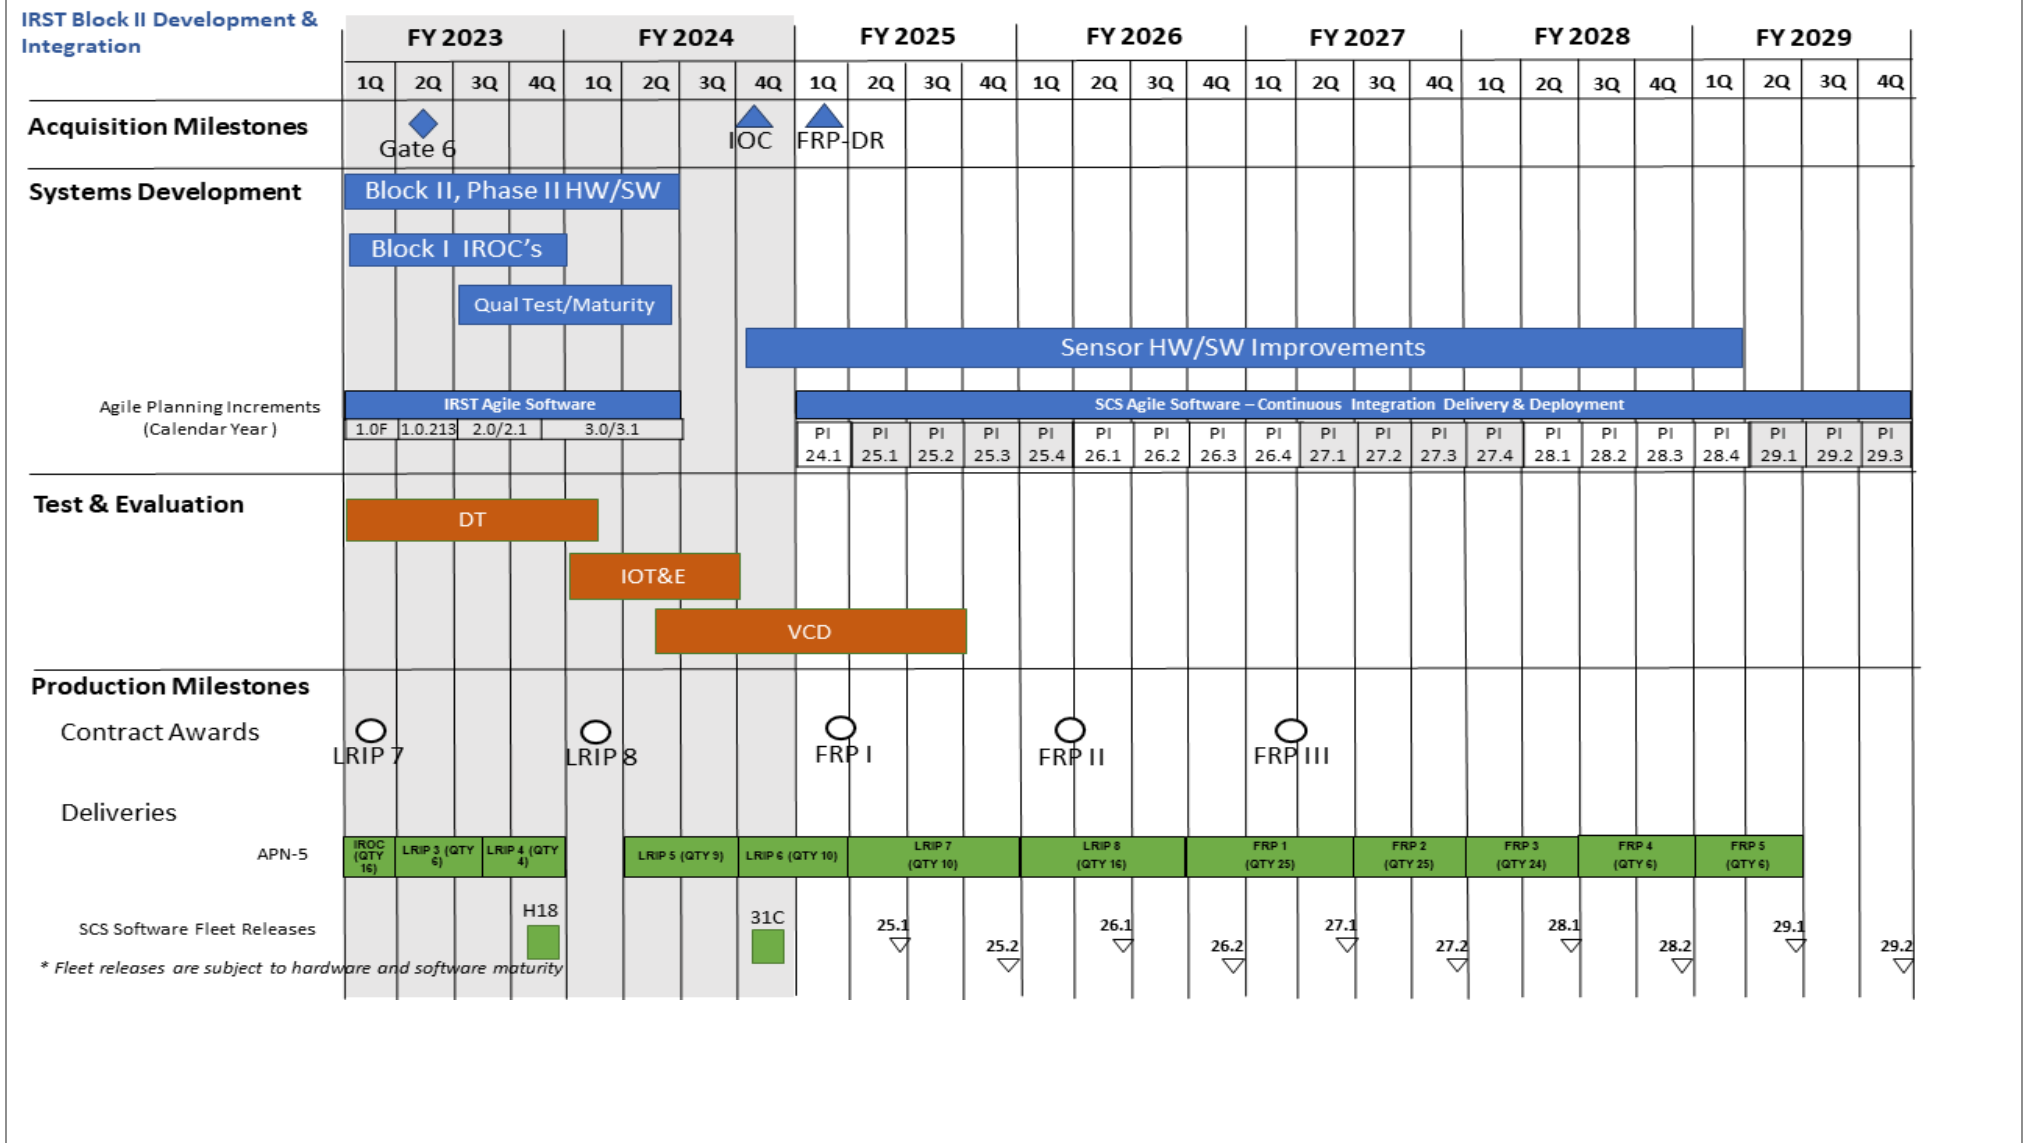 IRST Block II Development &
Integration
FY 2023 FY 2024 FY 2025 FY 2026 FY 2027 FY 2028 FY 2029
1Q 2Q 3Q 4Q 1Q 2Q 3Q 4Q 1Q 2Q 3Q 4Q 1Q 2Q 3Q 4Q 1Q 2Q 3Q 4Q 1Q 2Q 3Q 4Q 1Q 2Q 3Q 4Q
Acquisition Milestones
Gate 6 IOC FRP-DR
Systems Development
Block II, Phase II HW/SW
Block I IROC's
Qual Test/Maturity
Sensor HW/SW Improvements
Agile Planning Increments
(Calendar Year )
IRST Agile Software
SCS Agile Software – Continuous Integration Delivery & Deployment
1.0F 1.0.213 2.0/2.1 3.0/3.1
PI PI PI PI PI PI PI PI PI PI PI PI PI PI PI PI PI PI PI PI
24.1 25.1 25.2 25.3 25.4 26.1 26.2 26.3 26.4 27.1 27.2 27.3 27.4 28.1 28.2 28.3 28.4 29.1 29.2 29.3
Test & Evaluation
DT
IOT&E
VCD
Production Milestones
Contract Awards
LRIP 7 LRIP 8 FRP I FRP II FRP III
Deliveries
APN-5
IROC
(QTY
16)
LRIP 3 (QTY
6)
LRIP 4 (QTY
4)
LRIP 5 (QTY 9)
LRIP 6 (QTY 10)
LRIP 7
(QTY 10)
LRIP 8
(QTY 16)
FRP 1
(QTY 25)
FRP 2
(QTY 25)
FRP 3
(QTY 24)
FRP 4
(QTY 6)
FRP 5
(QTY 6)
SCS Software Fleet Releases
H18 31C 25.1 25.2 26.1 26.2 27.1 27.2 28.1 28.2 29.1 29.2
* Fleet releases are subject to hardware and software maturity